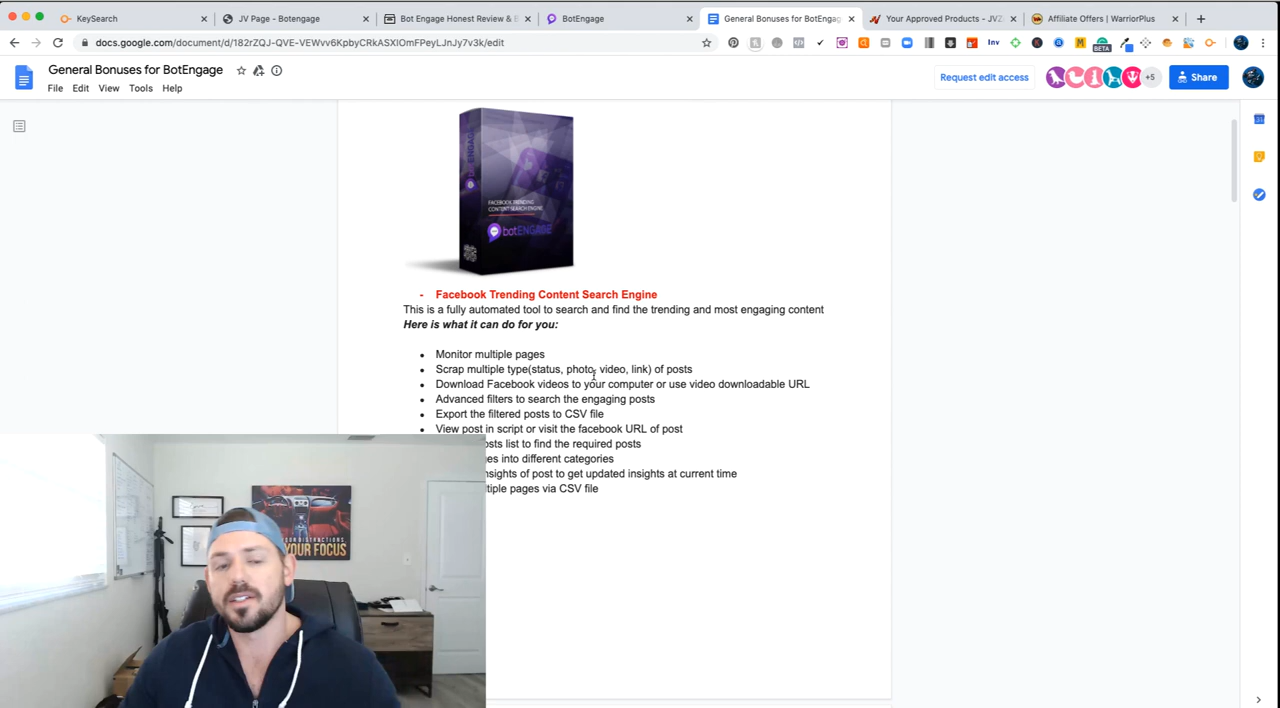 KeySearch
JV Page - Botengage
Bot Engage Honest Review & B
BotEngage
General Bonuses for BotEngag
Your Approved Products - JVZ
Affiliate Offers | WarriorPlus
docs.google.com/document/d/182rZQJ-QVE-VEWvv6KpbyCRkASXIOmFPeyLJnJy7v3k/edit
Inv
BETA
General Bonuses for BotEngage
File Edit View Tools Help
Request edit access
+5
Share
FACEBOOK TRENDING
CONTENT SEARCH ENGINE
botENGAGE
- Facebook Trending Content Search Engine
This is a fully automated tool to search and find the trending and most engaging content
Here is what it can do for you:
• Monitor multiple pages
• Scrap multiple type(status, photo, video, link) of posts
• Download Facebook videos to your computer or use video downloadable URL
• Advanced filters to search the engaging posts
• Export the filtered posts to CSV file
• View post in script or visit the facebook URL of post
osts list to find the required posts
es into different categories
nsights of post to get updated insights at current time
tiple pages via CSV file
YOUR FOCUS